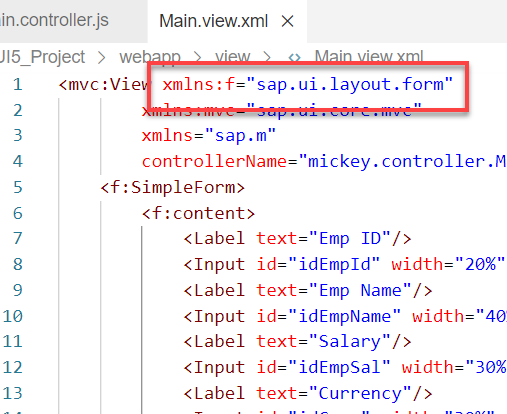 in.controller.js
Main.view.xml
UI5_Project > webapp > view > Main.view.xml
1 <mvc:View xmlns:f="sap.ui.layout.form"
2 xmlns:mvc="sap.ui.core.mvc"
3 xmlns="sap.m"
4 controllerName="mickey.controller.M
5 <f:SimpleForm>
6 <f:content>
7 <Label text="Emp ID"/>
8 <Input id="idEmpId" width="20%"
9 <Label text="Emp Name"/>
10 <Input id="idEmpName" width="40%
11 <Label text="Salary"/>
12 <Input id="idEmpSal" width="30%
13 <Label text="Currency"/>